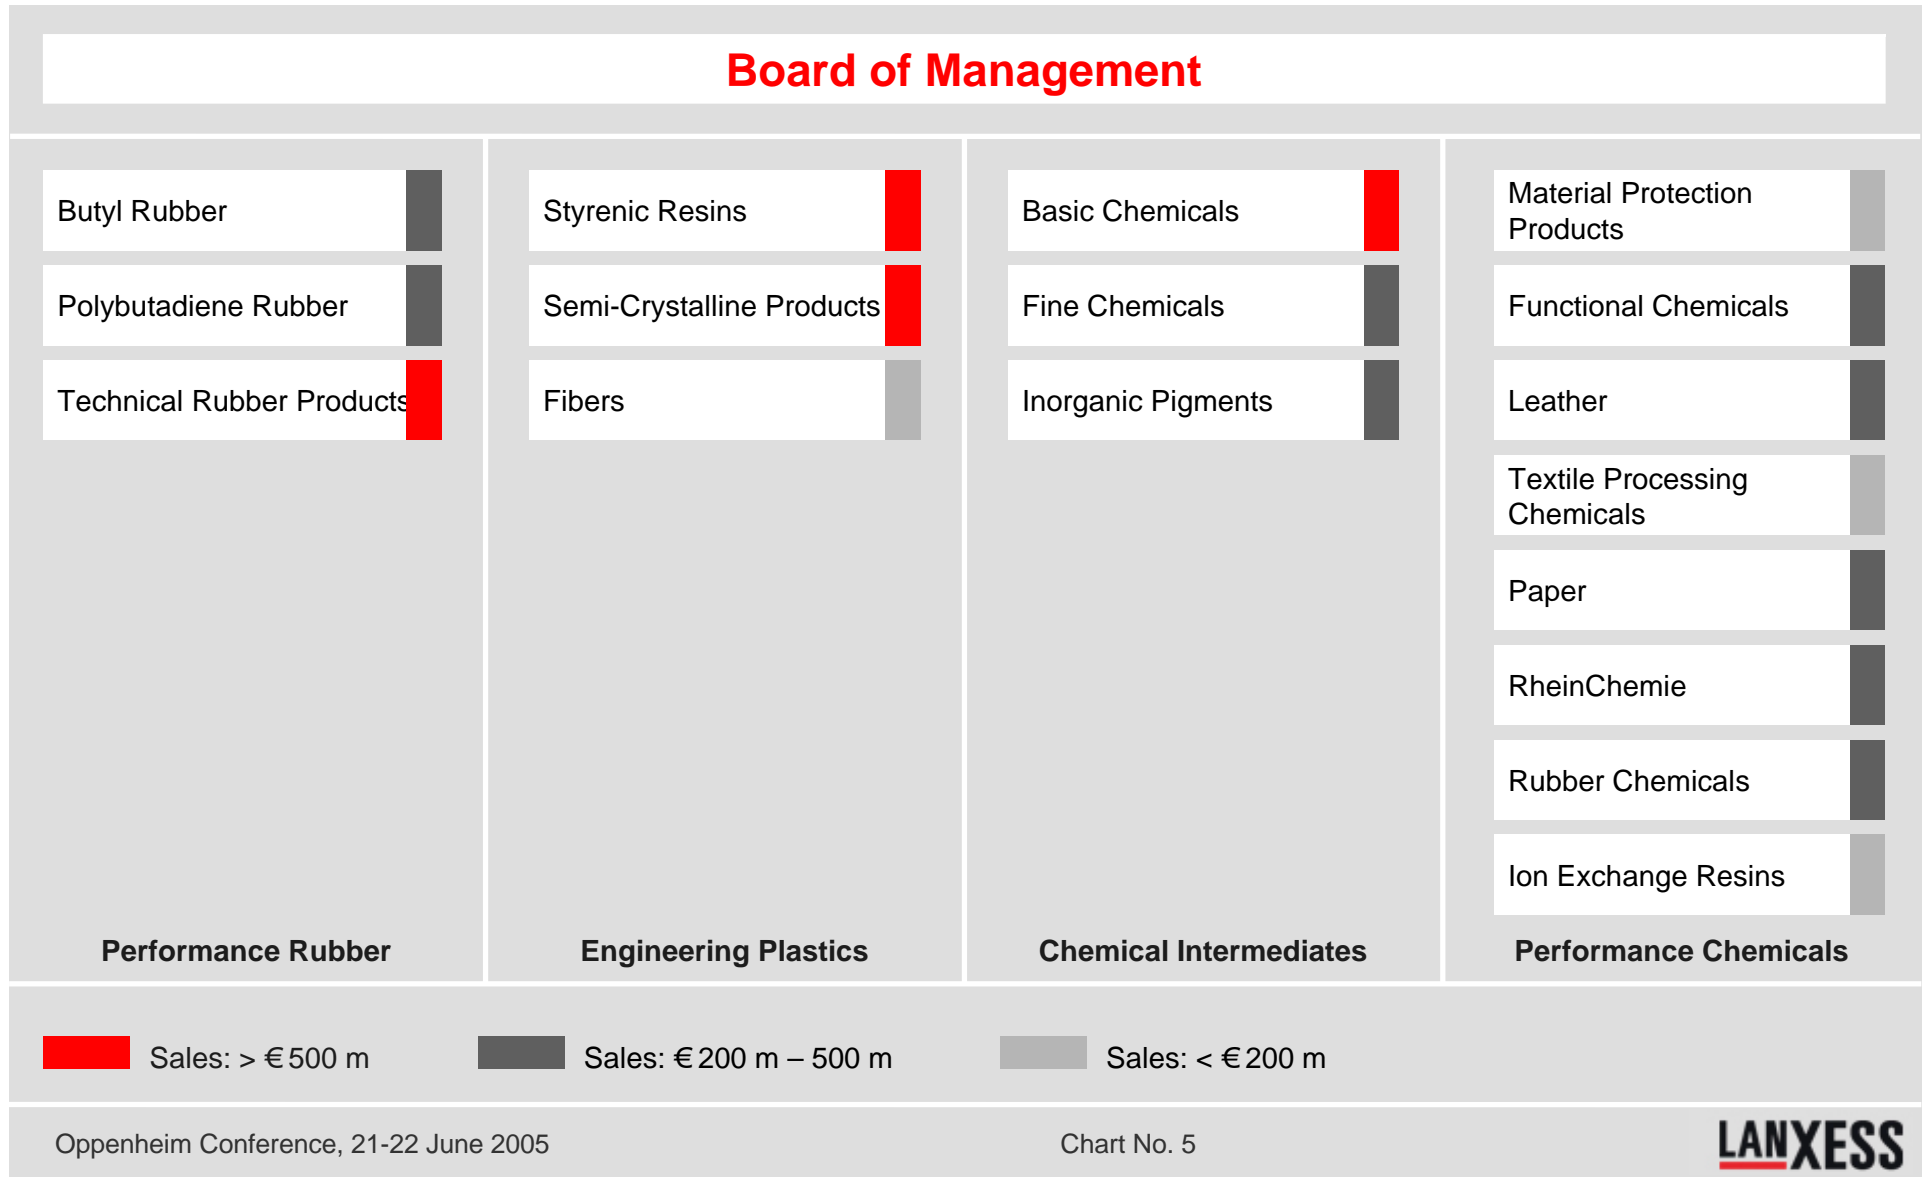 Board of Management
Butyl Rubber
Polybutadiene Rubber
Technical Rubber Products
Performance Rubber
Styrenic Resins
Semi-Crystalline Products
Fibers
Engineering Plastics
Basic Chemicals
Fine Chemicals
Inorganic Pigments
Chemical Intermediates
Material Protection
Products
Functional Chemicals
Leather
Textile Processing
Chemicals
Paper
RheinChemie
Rubber Chemicals
Ion Exchange Resins
Performance Chemicals
Sales: > €500 m
Sales: €200 m – 500 m
Sales: < €200 m
Oppenheim Conference, 21-22 June 2005
Chart No. 5
LANXESS